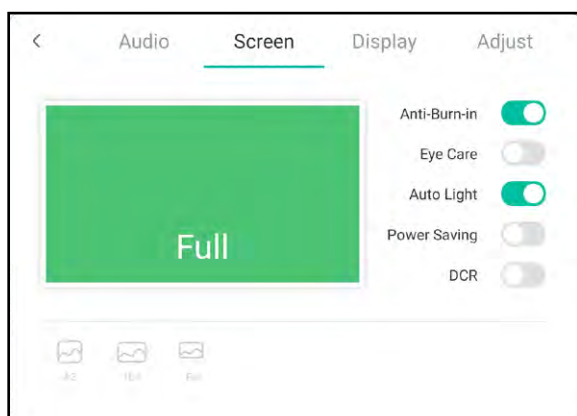 Audio Screen Display Adjust
Anti-Burn-in
Eye Care
Auto Light
Power Saving
DCR
Full